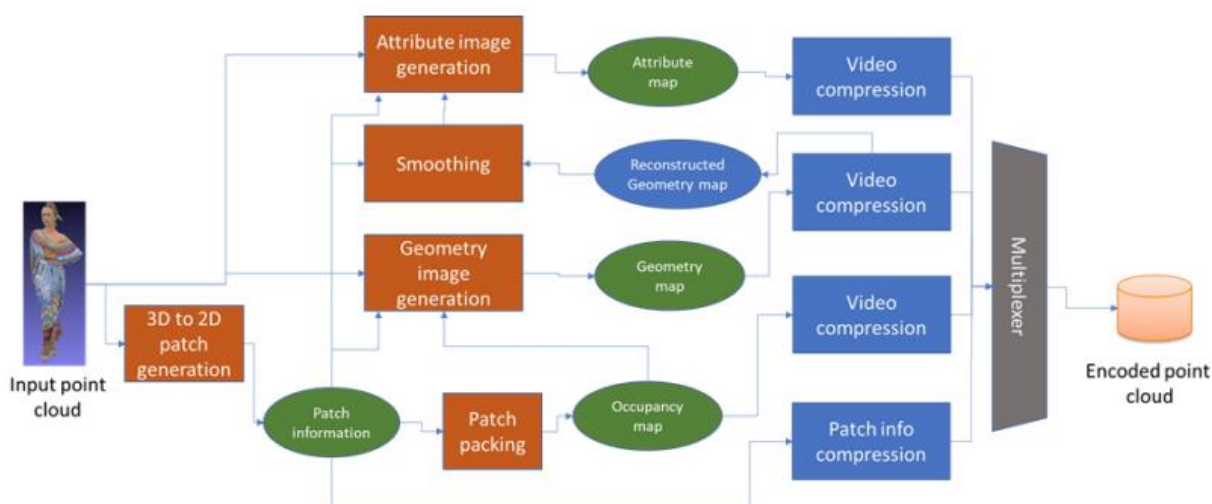 Attribute image
generation
Attribute
map
Video
compression
Smoothing
Reconstructed
Geometry map
Video
compression
Geometry
image
generation
Geometry
map
Multiplexer
3D to 2D
patch
generation
Video
compression
Input point
cloud
Patch
information
Patch
packing
Occupancy
map
Patch info
compression
Encoded point
cloud